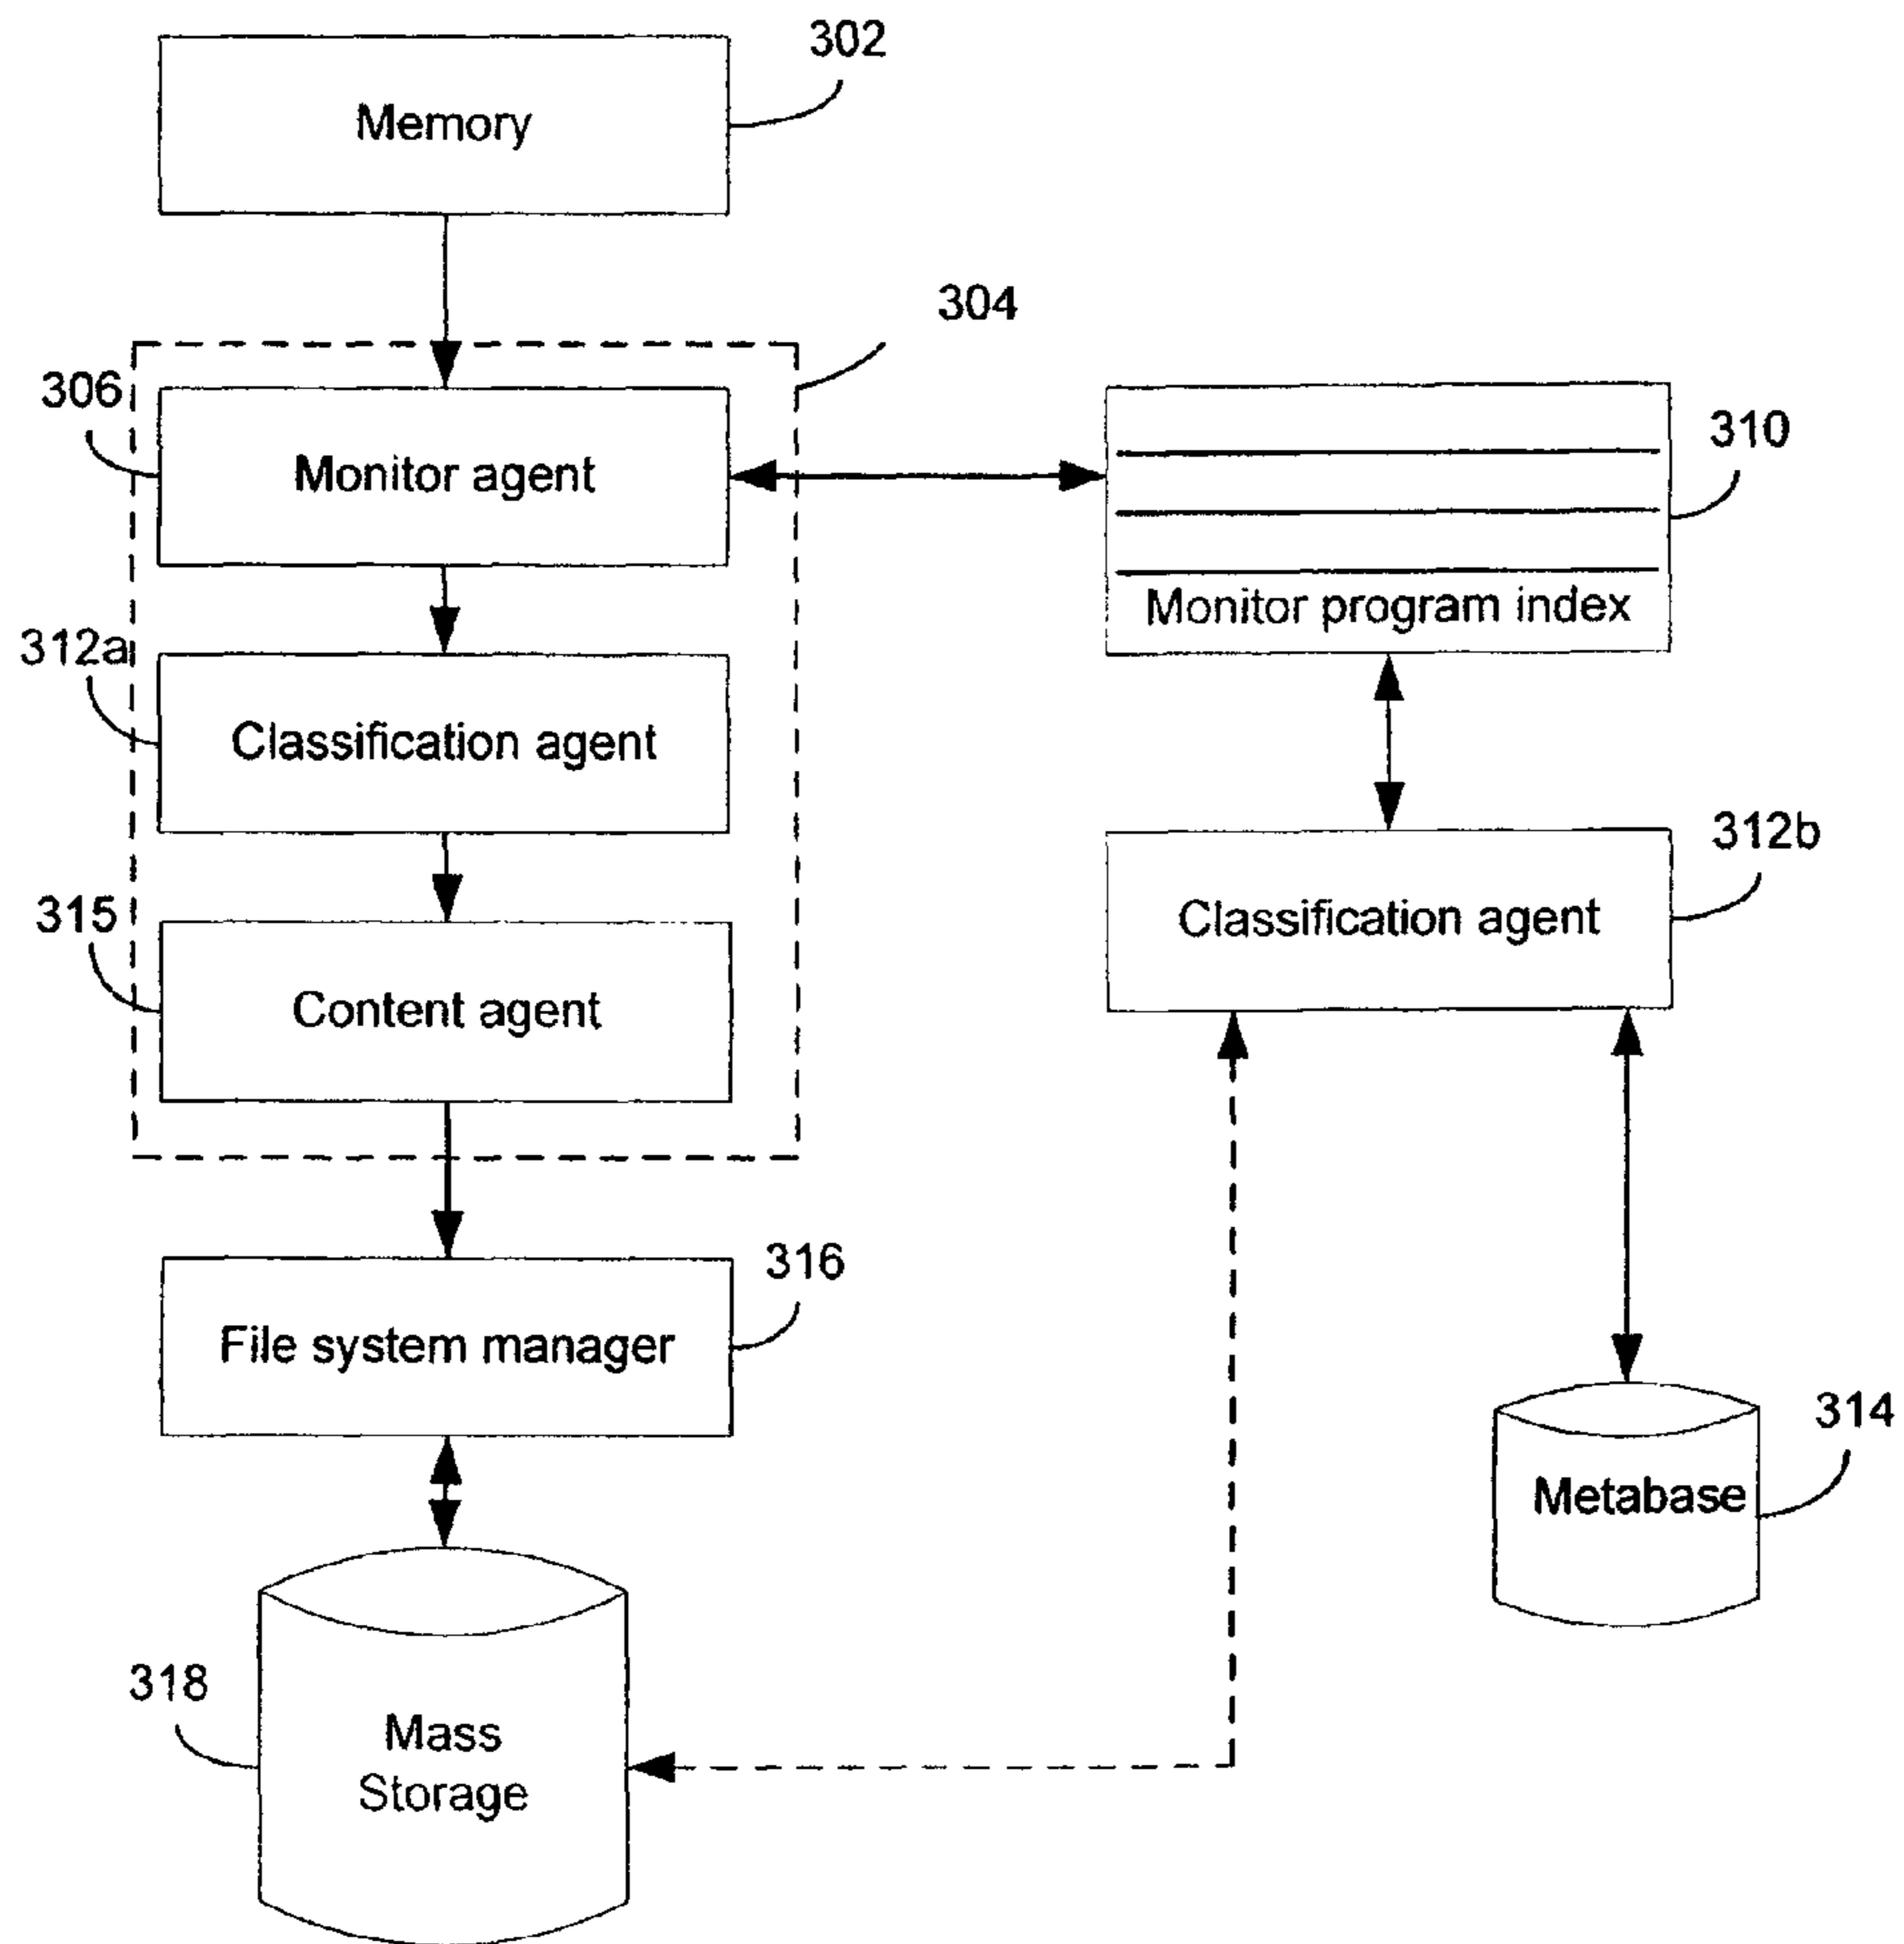 302
Memory
304
306
Monitor agent
310
Monitor program index
312a
Classification agent
312b
Classification agent
315
Content agent
316
File system manager
314
Metabase
318
Mass
Storage